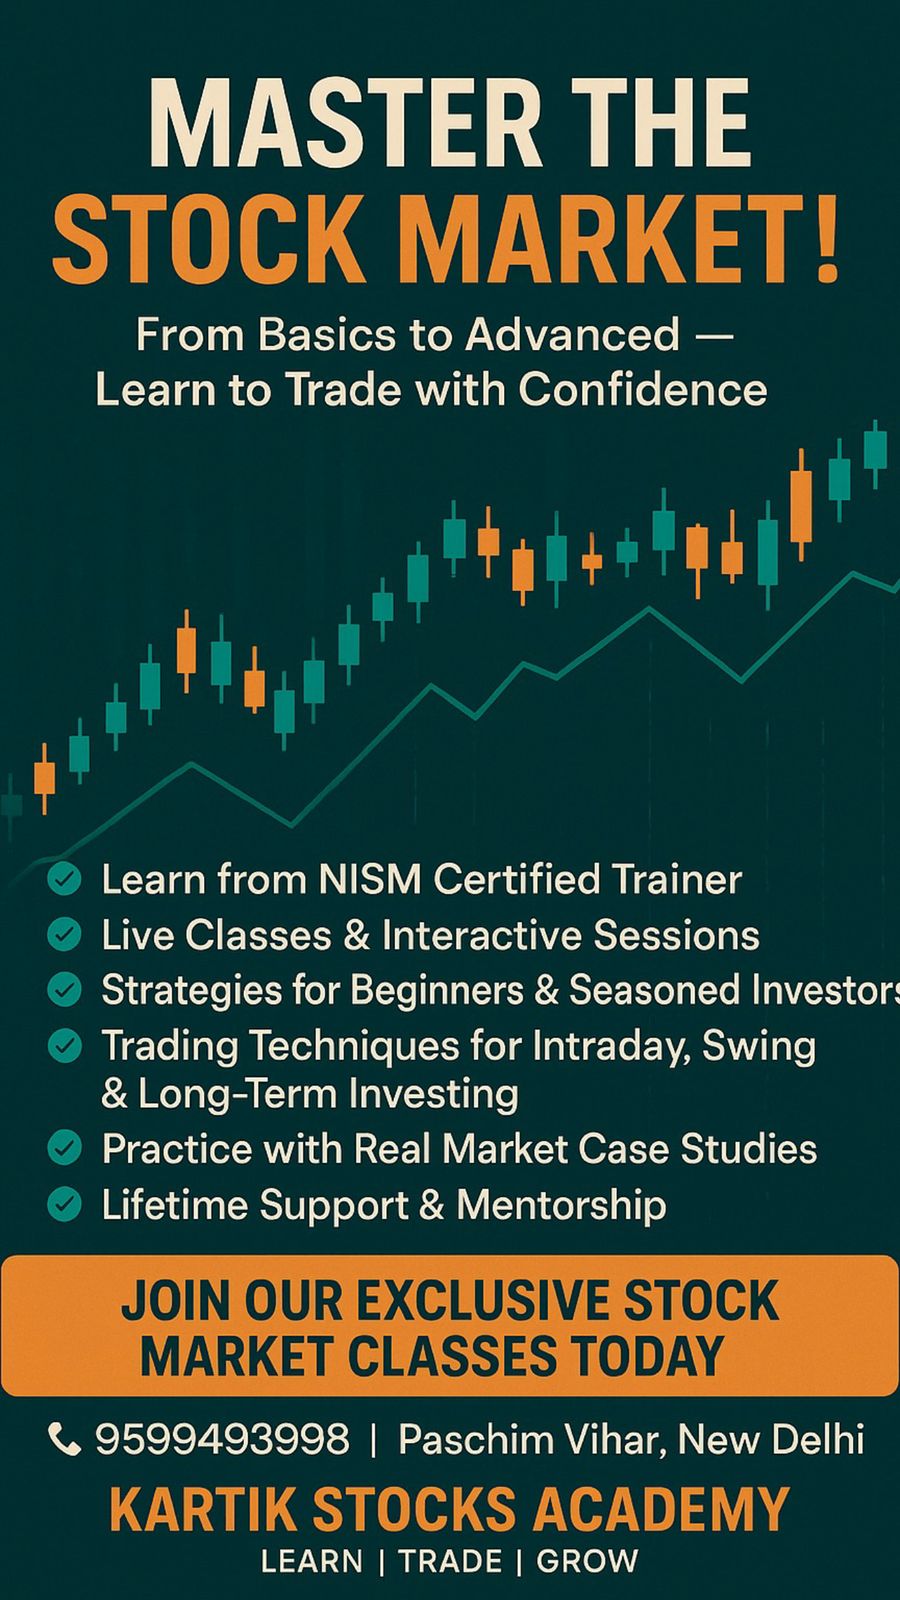 MASTER THE
STOCK MARKET!
From Basics to Advanced —
Learn to Trade with Confidence
Learn from NISM Certified Trainer
Live Classes & Interactive Sessions
Strategies for Beginners & Seasoned Investors
Trading Techniques for Intraday, Swing
& Long-Term Investing
Practice with Real Market Case Studies
Lifetime Support & Mentorship
JOIN OUR EXCLUSIVE STOCK
MARKET CLASSES TODAY
9599493998 | Paschim Vihar, New Delhi
KARTIK STOCKS ACADEMY
LEARN | TRADE | GROW